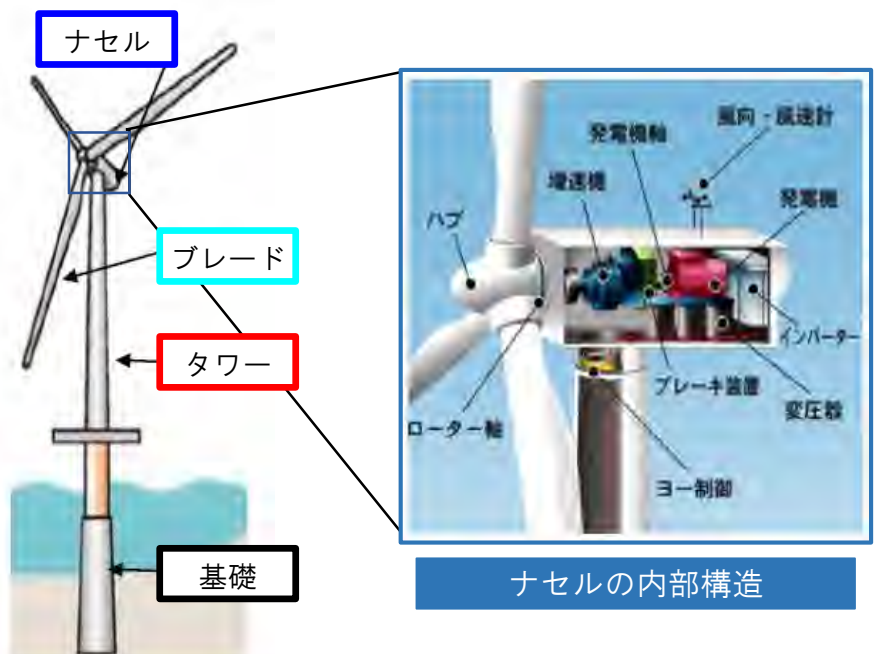 ナセル
ブレード
タワー
基礎
風向・風速計
発電機軸
増速機
発電機
ハブ
インバーター
ブレーキ装置
変圧器
ローター軸
ヨー制御
ナセルの内部構造